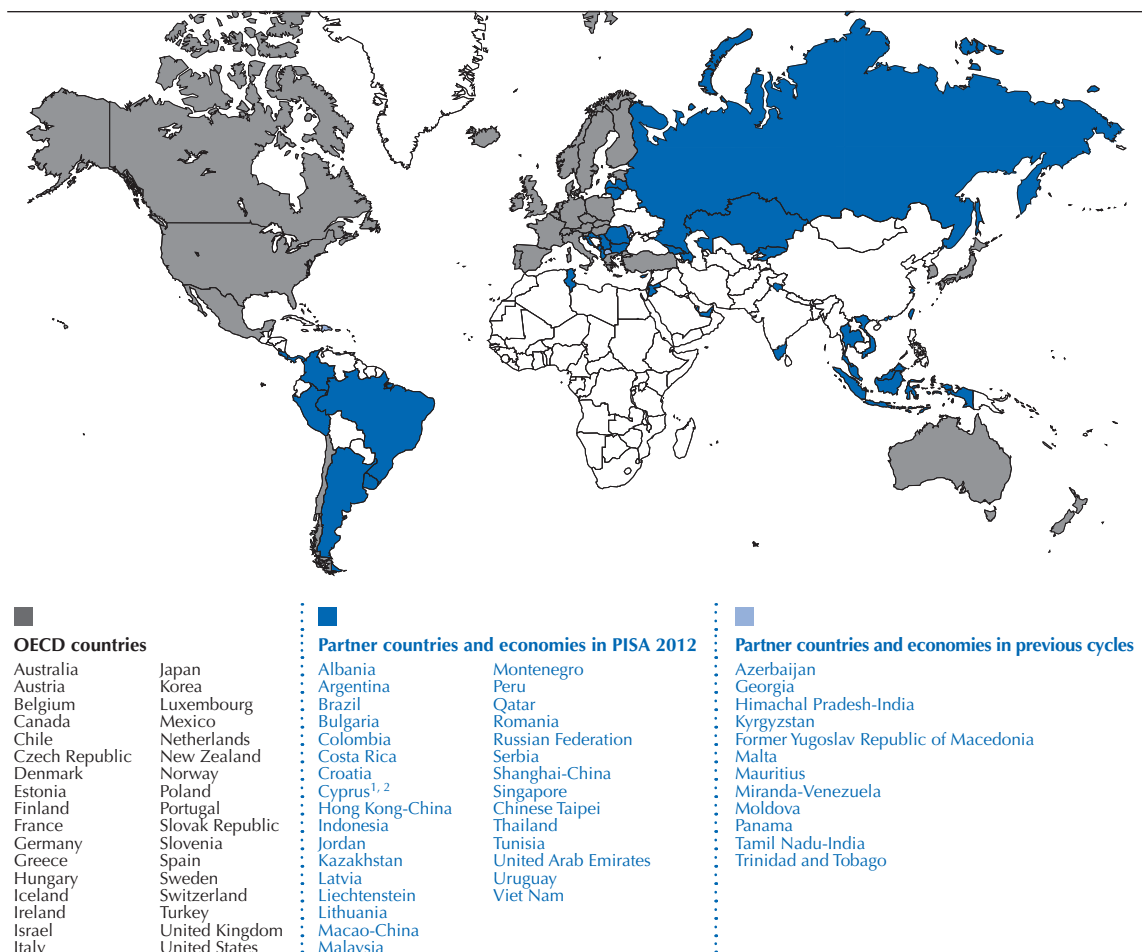 OECD countries
Australia
Austria
Belgium
Canada
Chile
Czech Republic
Denmark
Estonia
Finland
France
Germany
Greece
Hungary
Iceland
Ireland
Israel
Italy
Japan
Korea
Luxembourg
Mexico
Netherlands
New Zealand
Norway
Poland
Portugal
Slovak Republic
Slovenia
Spain
Sweden
Switzerland
Turkey
United Kingdom
United States
Partner countries and economies in PISA 2012
Albania
Argentina
Brazil
Bulgaria
Colombia
Costa Rica
Croatia
Cyprus1, 2
Hong Kong-China
Indonesia
Jordan
Kazakhstan
Latvia
Liechtenstein
Lithuania
Macao-China
Malaysia
Montenegro
Peru
Qatar
Romania
Russian Federation
Serbia
Shanghai-China
Singapore
Chinese Taipei
Thailand
Tunisia
United Arab Emirates
Uruguay
Viet Nam
Partner countries and economies in previous cycles
Azerbaijan
Georgia
Himachal Pradesh-India
Kyrgyzstan
Former Yugoslav Republic of Macedonia
Malta
Mauritius
Miranda-Venezuela
Moldova
Panama
Tamil Nadu-India
Trinidad and Tobago